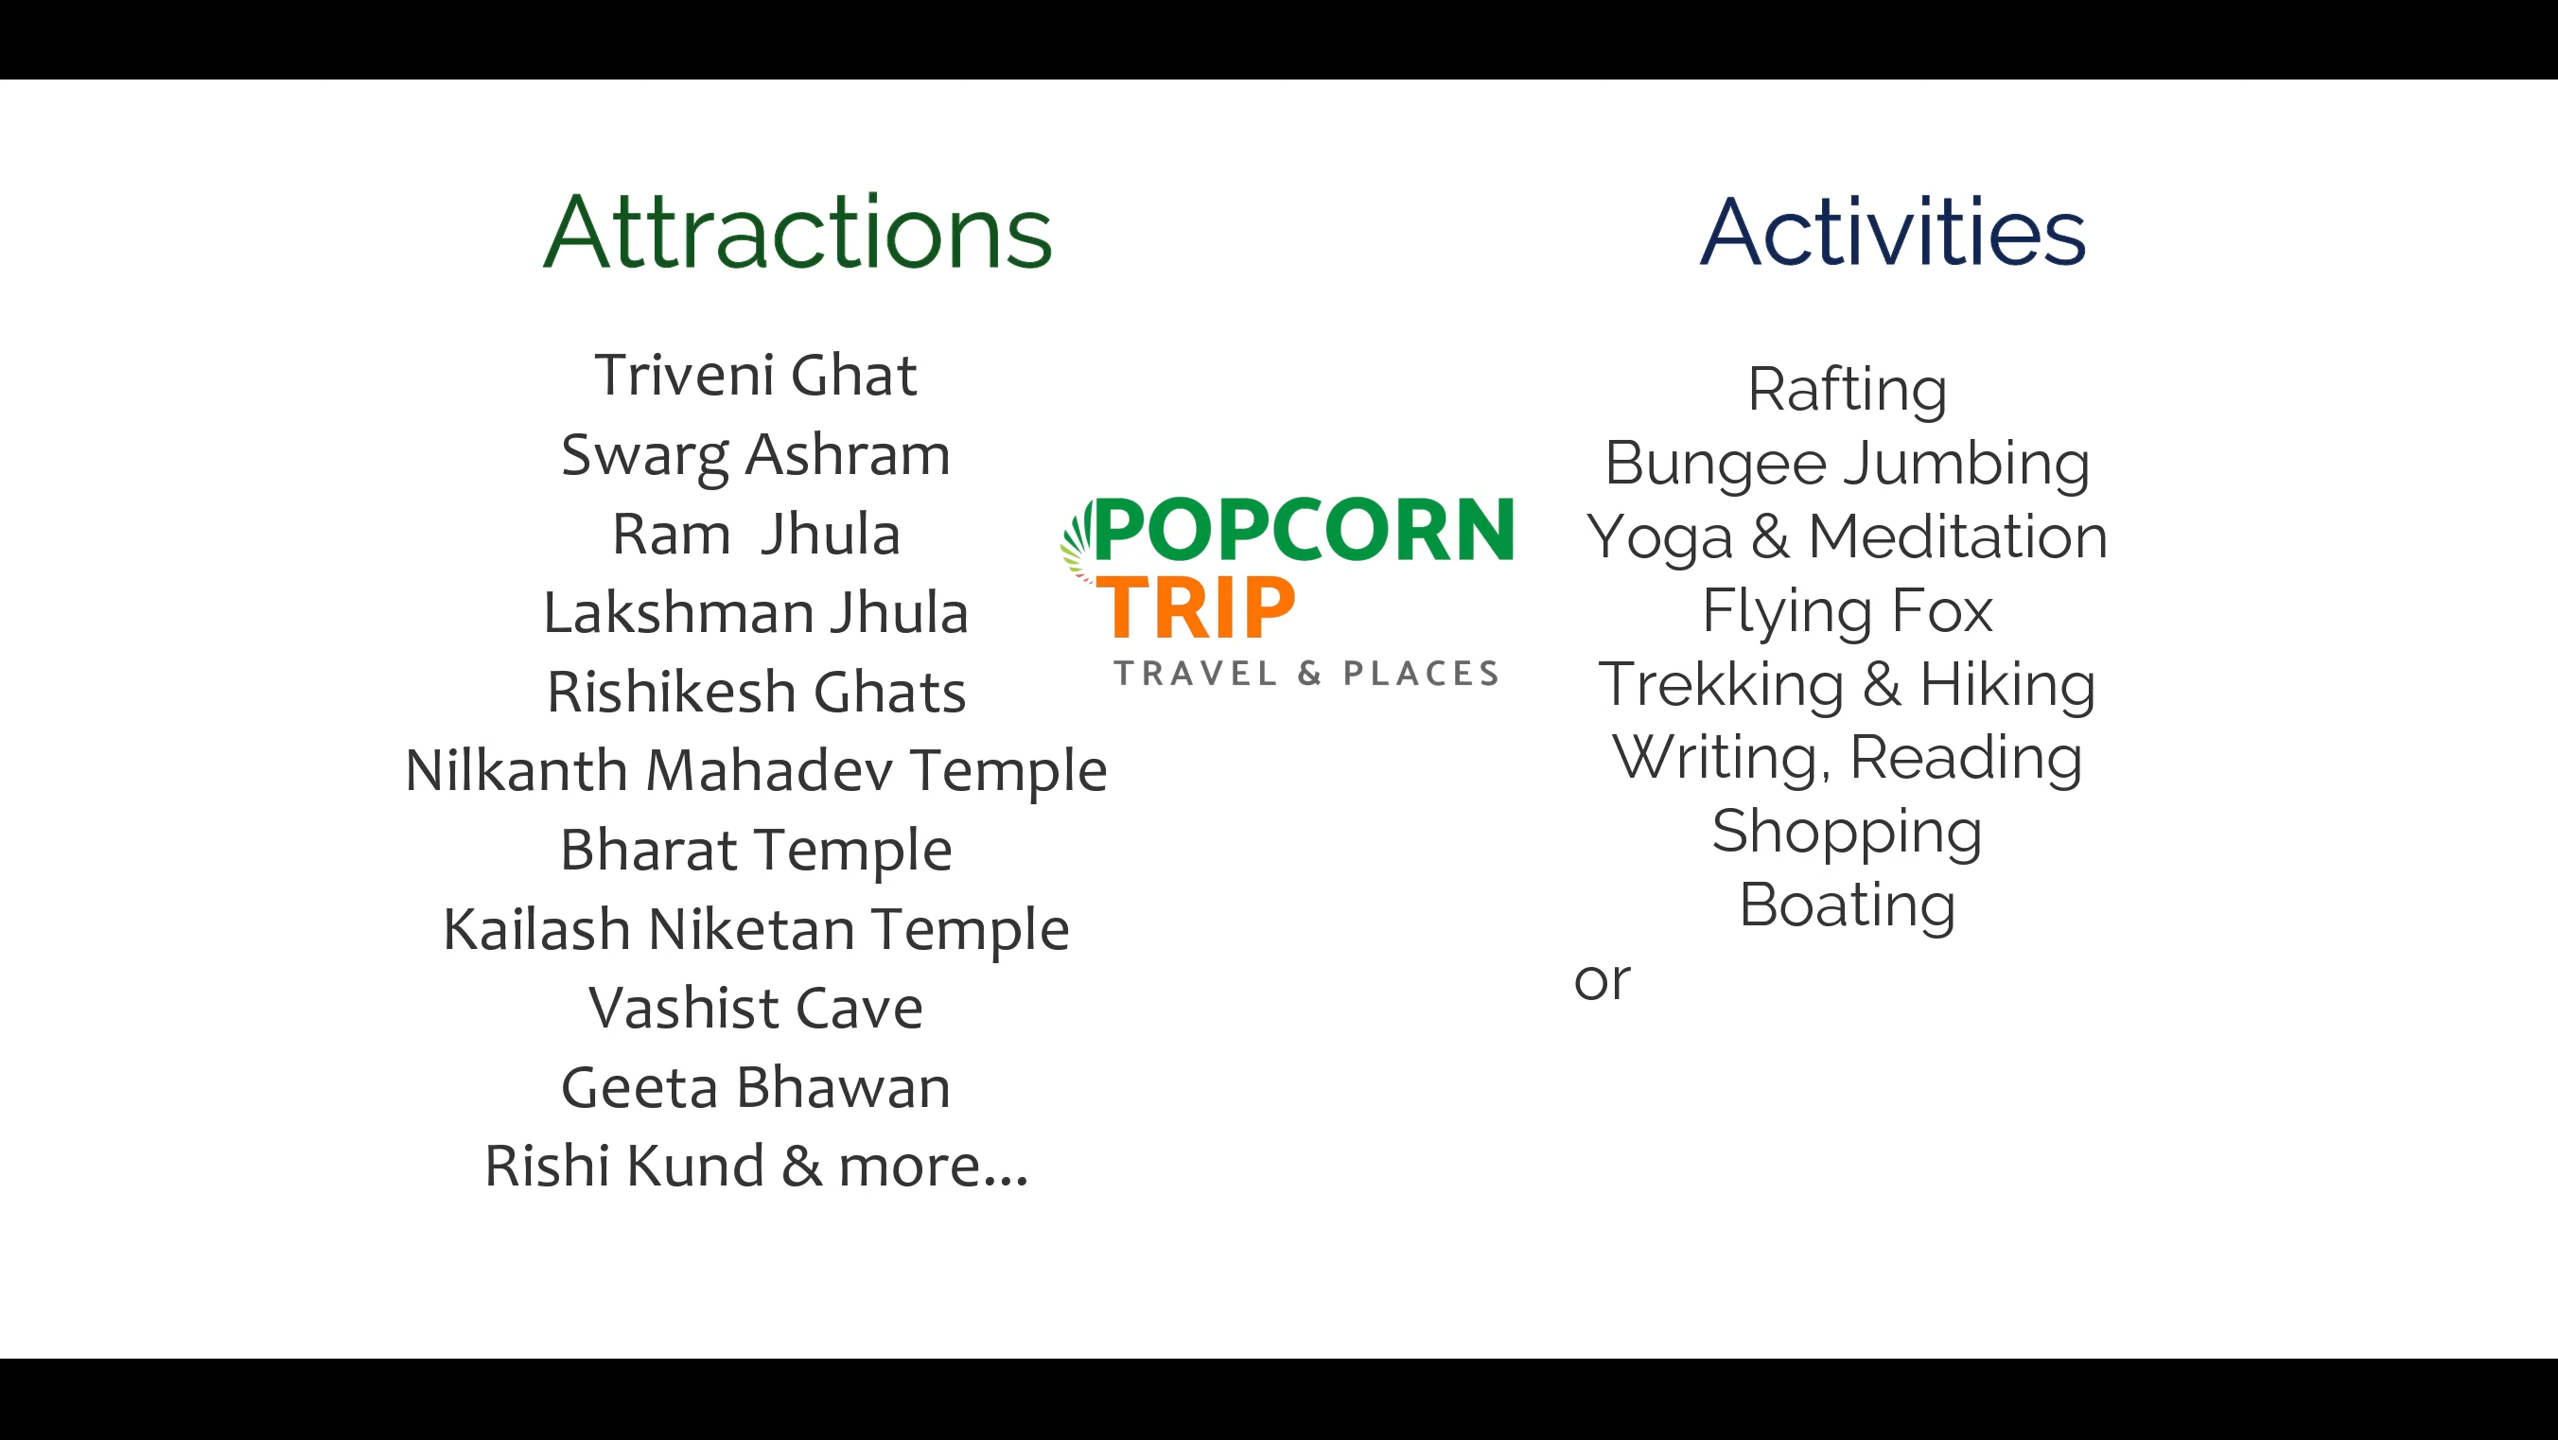 Attractions
Triveni Ghat
Swarg Ashram
Ram  Jhula
Lakshman Jhula
Rishikesh Ghats
Nilkanth Mahadev Temple
Bharat Temple
Kailash Niketan Temple
Vashist Cave
Geeta Bhawan
Rishi Kund & more...
POPCORN
TRIP
TRAVEL & PLACES
Activities
Rafting
Bungee Jumbing
Yoga & Meditation
Flying Fox
Trekking & Hiking
Writing, Reading
Shopping
Boating
or